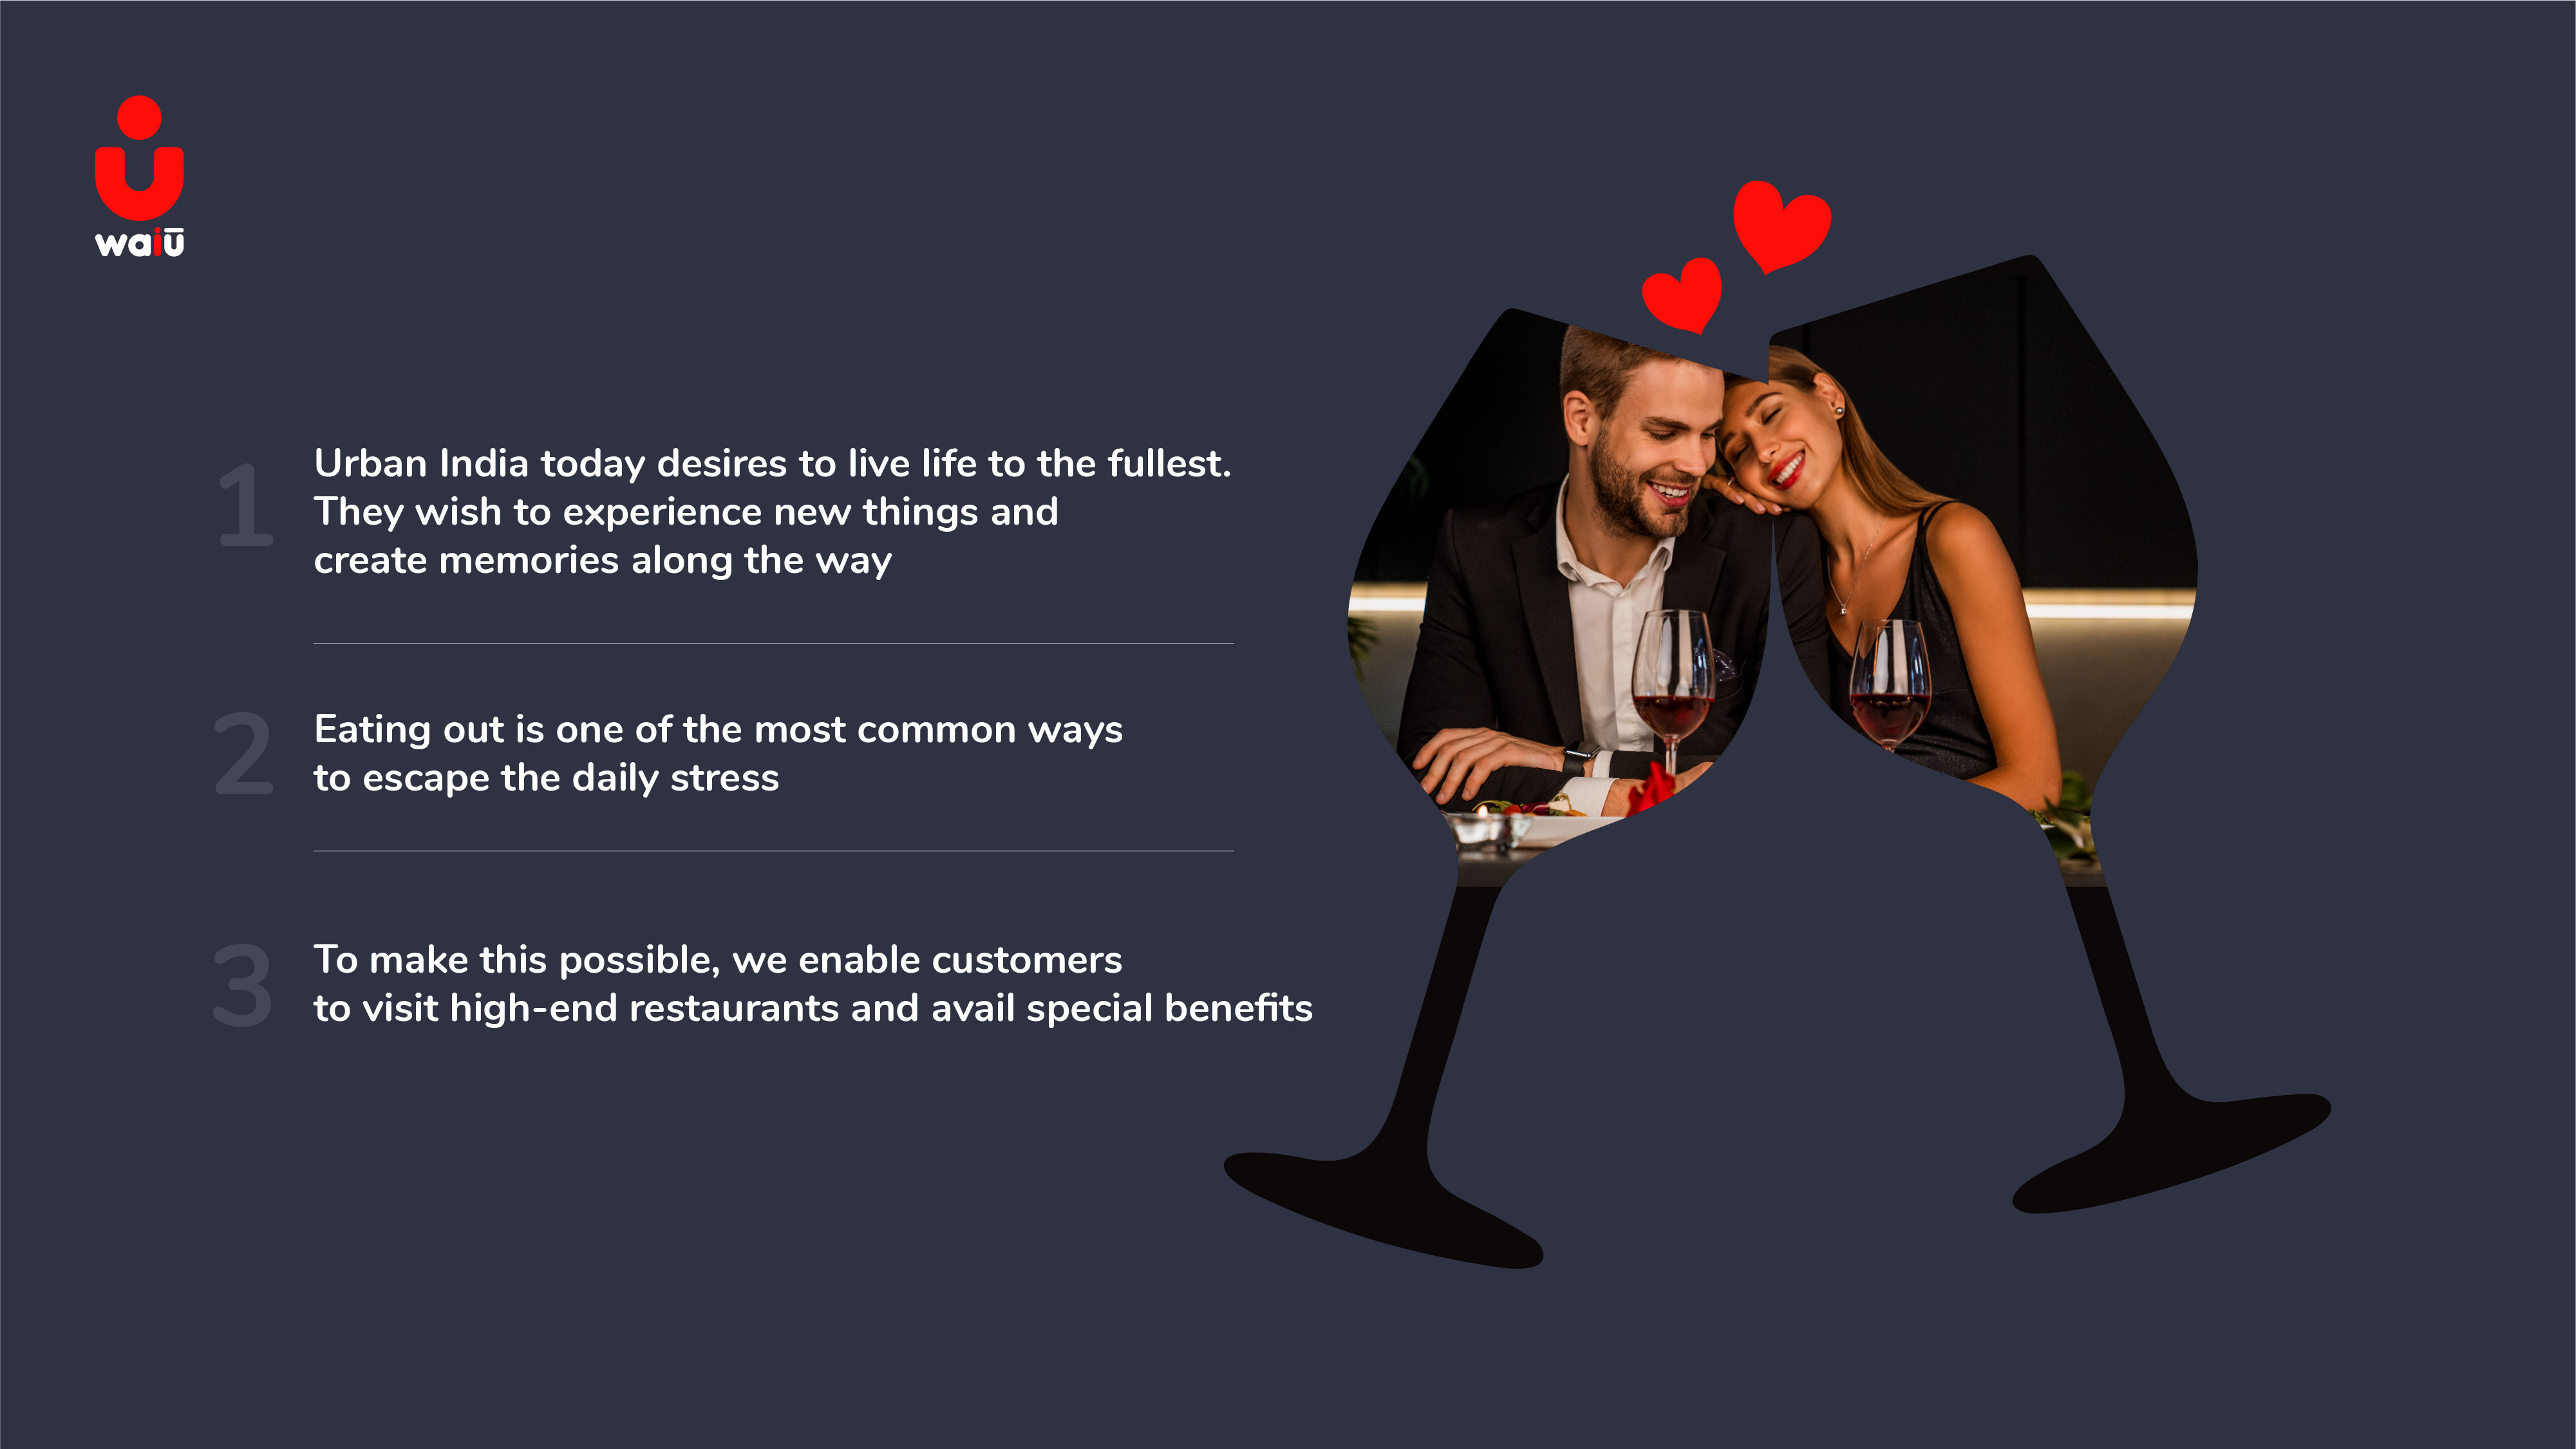 waiū
1
Urban India today desires to live life to the fullest.
They wish to experience new things and
create memories along the way
2
Eating out is one of the most common ways
to escape the daily stress
3
To make this possible, we enable customers
to visit high-end restaurants and avail special benefits